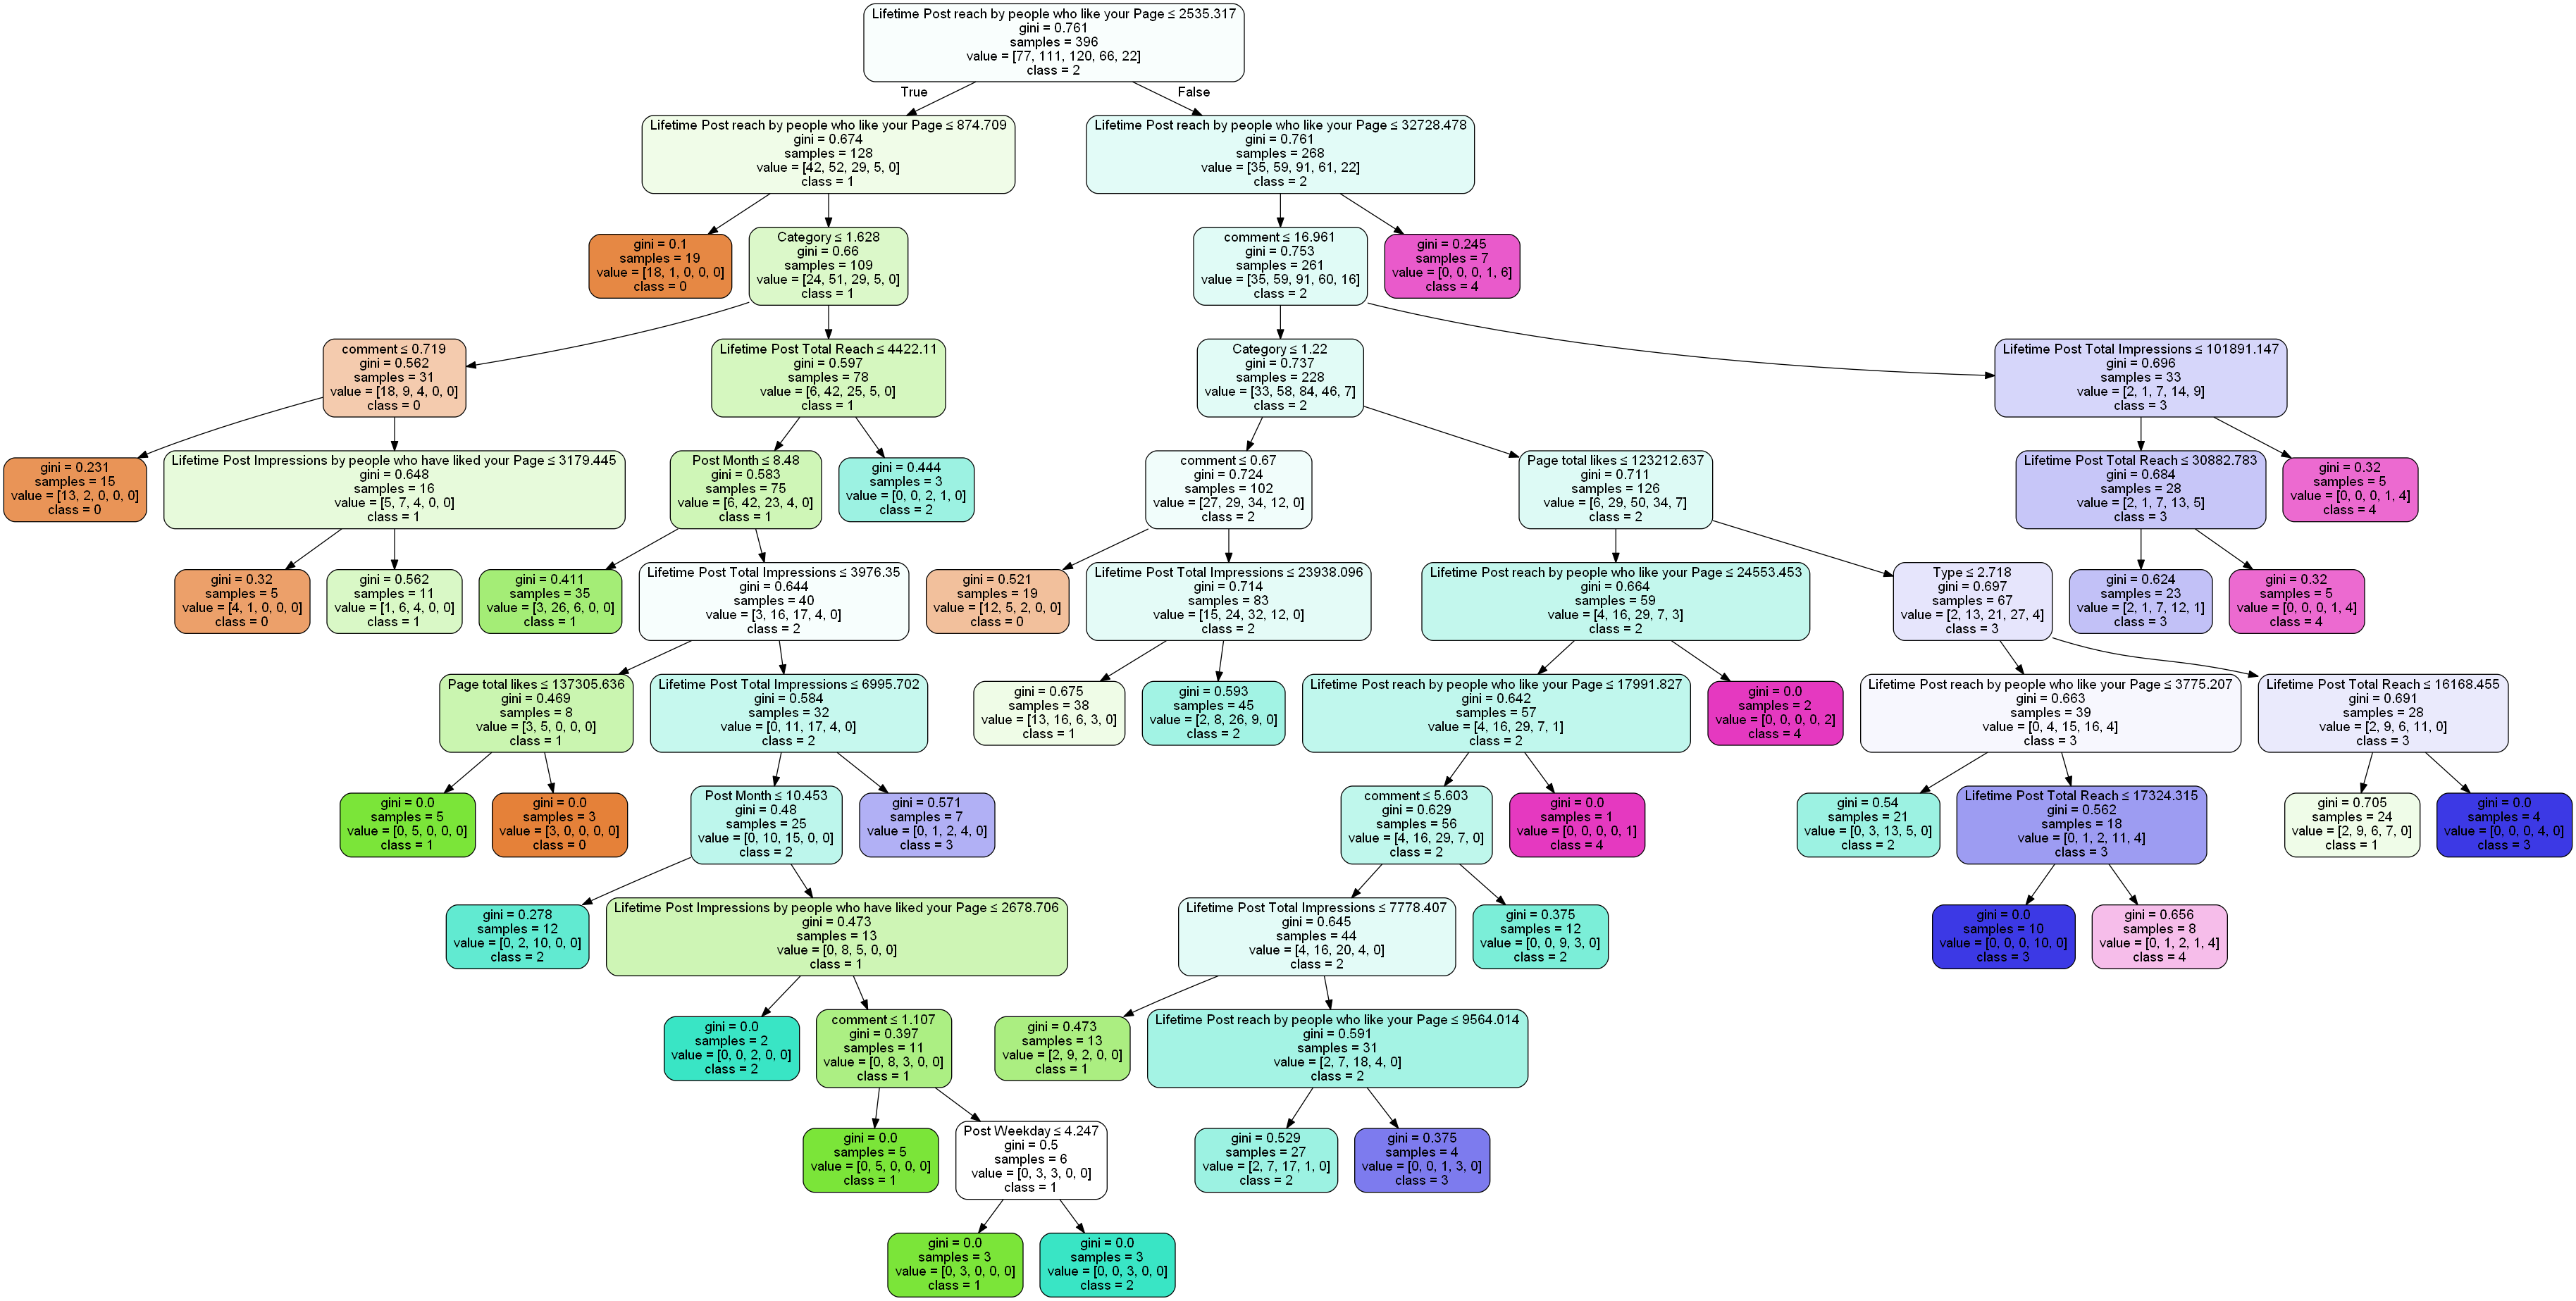 Lifetime Post reach by people who like your Page ≤ 2535.317
gini = 0.761
samples = 396
value = [77, 111, 120, 66, 22]
class = 2
True
False
Lifetime Post reach by people who like your Page ≤ 874.709
gini = 0.674
samples = 128
value = [42, 52, 29, 5, 0]
class = 1
Lifetime Post reach by people who like your Page ≤ 32728.478
gini = 0.761
samples = 268
value = [35, 59, 91, 61, 22]
class = 2
gini = 0.1
samples = 19
value = [18, 1, 0, 0, 0]
class = 0
Category ≤ 1.628
gini = 0.66
samples = 109
value = [24, 51, 29, 5, 0]
class = 1
comment ≤ 16.961
gini = 0.753
samples = 261
value = [35, 59, 91, 60, 16]
class = 2
gini = 0.245
samples = 7
value = [0, 0, 0, 1, 6]
class = 4
comment ≤ 0.719
gini = 0.562
samples = 31
value = [18, 9, 4, 0, 0]
class = 0
Lifetime Post Total Reach ≤ 4422.11
gini = 0.597
samples = 78
value = [6, 42, 25, 5, 0]
class = 1
Category ≤ 1.22
gini = 0.737
samples = 228
value = [33, 58, 84, 46, 7]
class = 2
Lifetime Post Total Impressions ≤ 101891.147
gini = 0.696
samples = 33
value = [2, 1, 7, 14, 9]
class = 3
gini = 0.231
samples = 15
value = [13, 2, 0, 0, 0]
class = 0
Lifetime Post Impressions by people who have liked your Page ≤ 3179.445
gini = 0.648
samples = 16
value = [5, 7, 4, 0, 0]
class = 1
Post Month ≤ 8.48
gini = 0.583
samples = 75
value = [6, 42, 23, 4, 0]
class = 1
gini = 0.444
samples = 3
value = [0, 0, 2, 1, 0]
class = 2
comment ≤ 0.67
gini = 0.724
samples = 102
value = [27, 29, 34, 12, 0]
class = 2
Page total likes ≤ 123212.637
gini = 0.711
samples = 126
value = [6, 29, 50, 34, 7]
class = 2
Lifetime Post Total Reach ≤ 30882.783
gini = 0.684
samples = 28
value = [2, 1, 7, 13, 5]
class = 3
gini = 0.32
samples = 5
value = [0, 0, 0, 1, 4]
class = 4
gini = 0.32
samples = 5
value = [4, 1, 0, 0, 0]
class = 0
gini = 0.562
samples = 11
value = [1, 6, 4, 0, 0]
class = 1
gini = 0.411
samples = 35
value = [3, 26, 6, 0, 0]
class = 1
Lifetime Post Total Impressions ≤ 3976.35
gini = 0.644
samples = 40
value = [3, 16, 17, 4, 0]
class = 2
gini = 0.521
samples = 19
value = [12, 5, 2, 0, 0]
class = 0
Lifetime Post Total Impressions ≤ 23938.096
gini = 0.714
samples = 83
value = [15, 24, 32, 12, 0]
class = 2
Lifetime Post reach by people who like your Page ≤ 24553.453
gini = 0.664
samples = 59
value = [4, 16, 29, 7, 3]
class = 2
Type ≤ 2.718
gini = 0.697
samples = 67
value = [2, 13, 21, 27, 4]
class = 3
gini = 0.624
samples = 23
value = [2, 1, 7, 12, 1]
class = 3
gini = 0.32
samples = 5
value = [0, 0, 0, 1, 4]
class = 4
Page total likes ≤ 137305.636
gini = 0.469
samples = 8
value = [3, 5, 0, 0, 0]
class = 1
Lifetime Post Total Impressions ≤ 6995.702
gini = 0.584
samples = 32
value = [0, 11, 17, 4, 0]
class = 2
gini = 0.675
samples = 38
value = [13, 16, 6, 3, 0]
class = 1
gini = 0.593
samples = 45
value = [2, 8, 26, 9, 0]
class = 2
Lifetime Post reach by people who like your Page ≤ 17991.827
gini = 0.642
samples = 57
value = [4, 16, 29, 7, 1]
class = 2
gini = 0.0
samples = 2
value = [0, 0, 0, 0, 2]
class = 4
Lifetime Post reach by people who like your Page ≤ 3775.207
gini = 0.663
samples = 39
value = [0, 4, 15, 16, 4]
class = 3
Lifetime Post Total Reach ≤ 16168.455
gini = 0.691
samples = 28
value = [2, 9, 6, 11, 0]
class = 3
gini = 0.0
samples = 5
value = [0, 5, 0, 0, 0]
class = 1
gini = 0.0
samples = 3
value = [3, 0, 0, 0, 0]
class = 0
Post Month ≤ 10.453
gini = 0.48
samples = 25
value = [0, 10, 15, 0, 0]
class = 2
gini = 0.571
samples = 7
value = [0, 1, 2, 4, 0]
class = 3
comment ≤ 5.603
gini = 0.629
samples = 56
value = [4, 16, 29, 7, 0]
class = 2
gini = 0.0
samples = 1
value = [0, 0, 0, 0, 1]
class = 4
gini = 0.54
samples = 21
value = [0, 3, 13, 5, 0]
class = 2
Lifetime Post Total Reach ≤ 17324.315
gini = 0.562
samples = 18
value = [0, 1, 2, 11, 4]
class = 3
gini = 0.705
samples = 24
value = [2, 9, 6, 7, 0]
class = 1
gini = 0.0
samples = 4
value = [0, 0, 0, 4, 0]
class = 3
gini = 0.278
samples = 12
value = [0, 2, 10, 0, 0]
class = 2
Lifetime Post Impressions by people who have liked your Page ≤ 2678.706
gini = 0.473
samples = 13
value = [0, 8, 5, 0, 0]
class = 1
Lifetime Post Total Impressions ≤ 7778.407
gini = 0.645
samples = 44
value = [4, 16, 20, 4, 0]
class = 2
gini = 0.375
samples = 12
value = [0, 0, 9, 3, 0]
class = 2
gini = 0.0
samples = 10
value = [0, 0, 0, 10, 0]
class = 3
gini = 0.656
samples = 8
value = [0, 1, 2, 1, 4]
class = 4
gini = 0.0
samples = 2
value = [0, 0, 2, 0, 0]
class = 2
comment ≤ 1.107
gini = 0.397
samples = 11
value = [0, 8, 3, 0, 0]
class = 1
gini = 0.473
samples = 13
value = [2, 9, 2, 0, 0]
class = 1
Lifetime Post reach by people who like your Page ≤ 9564.014
gini = 0.591
samples = 31
value = [2, 7, 18, 4, 0]
class = 2
gini = 0.0
samples = 5
value = [0, 5, 0, 0, 0]
class = 1
Post Weekday ≤ 4.247
gini = 0.5
samples = 6
value = [0, 3, 3, 0, 0]
class = 1
gini = 0.529
samples = 27
value = [2, 7, 17, 1, 0]
class = 2
gini = 0.375
samples = 4
value = [0, 0, 1, 3, 0]
class = 3
gini = 0.0
samples = 3
value = [0, 3, 0, 0, 0]
class = 1
gini = 0.0
samples = 3
value = [0, 0, 3, 0, 0]
class = 2